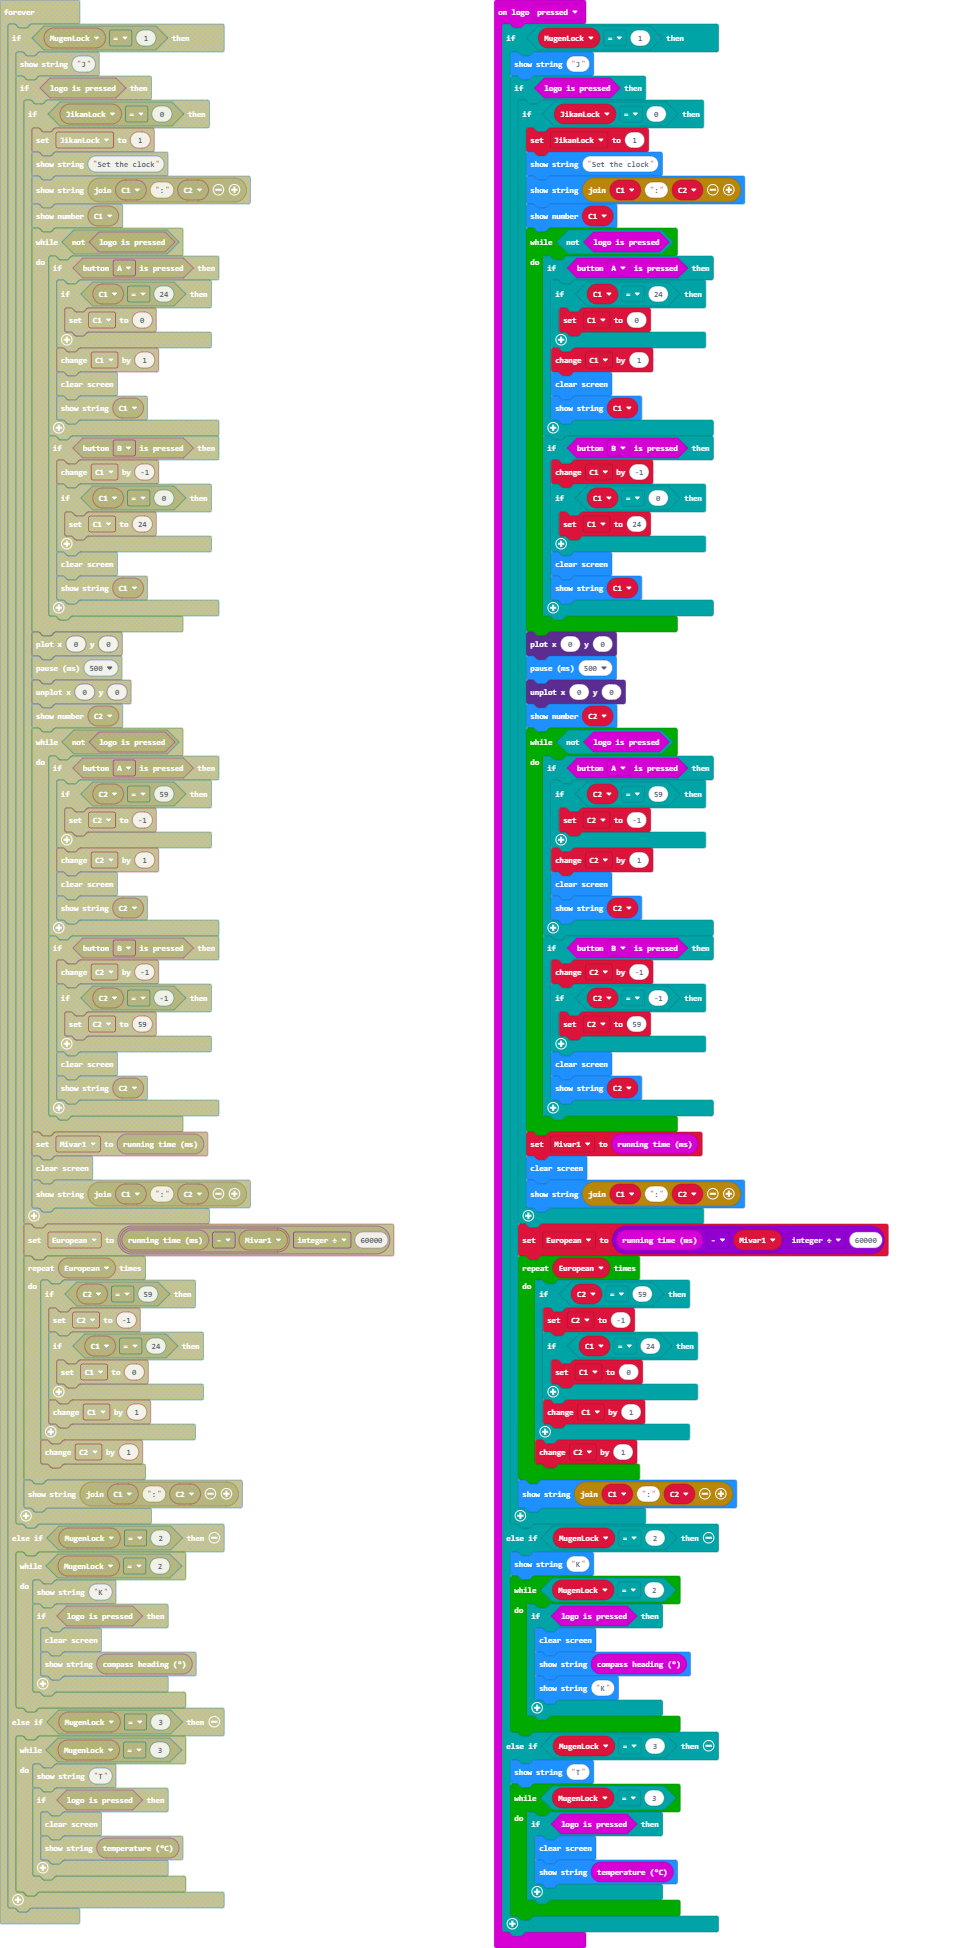 forever
if MugenLock = 1 then
show string "J"
if logo is pressed then
if JikanLock = 0 then
set JikanLock to 1
show string "Set the clock"
show string join C1 ":" C2
show number C1
while not logo is pressed
do if button A is pressed then
if C1 = 24 then
set C1 to 0
change C1 by 1
clear screen
show string C1
if button B is pressed then
change C1 by -1
if C1 = 0 then
set C1 to 24
clear screen
show string C1
plot x 0 y 0
pause (ms) 500
unplot x 0 y 0
show number C2
while not logo is pressed
do if button A is pressed then
if C2 = 59 then
set C2 to -1
change C2 by 1
clear screen
show string C2
if button B is pressed then
change C2 by -1
if C2 = -1 then
set C2 to 59
clear screen
show string C2
set Mivar1 to running time (ms)
clear screen
show string join C1 ":" C2
set European to running time (ms) - Mivar1 integer ÷ 60000
repeat European times
do if C2 = 59 then
set C2 to -1
if C1 = 24 then
set C1 to 0
change C1 by 1
change C2 by 1
show string join C1 ":" C2
else if MugenLock = 2 then
while MugenLock = 2
do show string "K"
if logo is pressed then
clear screen
show string compass heading (°)
else if MugenLock = 3 then
while MugenLock = 3
do show string "T"
if logo is pressed then
clear screen
show string temperature (°C)
on logo pressed
if MugenLock = 1 then
show string "J"
if logo is pressed then
if JikanLock = 0 then
set JikanLock to 1
show string "Set the clock"
show string join C1 ":" C2
show number C1
while not logo is pressed
do if button A is pressed then
if C1 = 24 then
set C1 to 0
change C1 by 1
clear screen
show string C1
if button B is pressed then
change C1 by -1
if C1 = 0 then
set C1 to 24
clear screen
show string C1
plot x 0 y 0
pause (ms) 500
unplot x 0 y 0
show number C2
while not logo is pressed
do if button A is pressed then
if C2 = 59 then
set C2 to -1
change C2 by 1
clear screen
show string C2
if button B is pressed then
change C2 by -1
if C2 = -1 then
set C2 to 59
clear screen
show string C2
set Mivar1 to running time (ms)
clear screen
show string join C1 ":" C2
set European to running time (ms) - Mivar1 integer ÷ 60000
repeat European times
do if C2 = 59 then
set C2 to -1
if C1 = 24 then
set C1 to 0
change C1 by 1
change C2 by 1
show string join C1 ":" C2
else if MugenLock = 2 then
show string "K"
while MugenLock = 2
do if logo is pressed then
clear screen
show string compass heading (°)
show string "K"
else if MugenLock = 3 then
show string "T"
while MugenLock = 3
do if logo is pressed then
clear screen
show string temperature (°C)